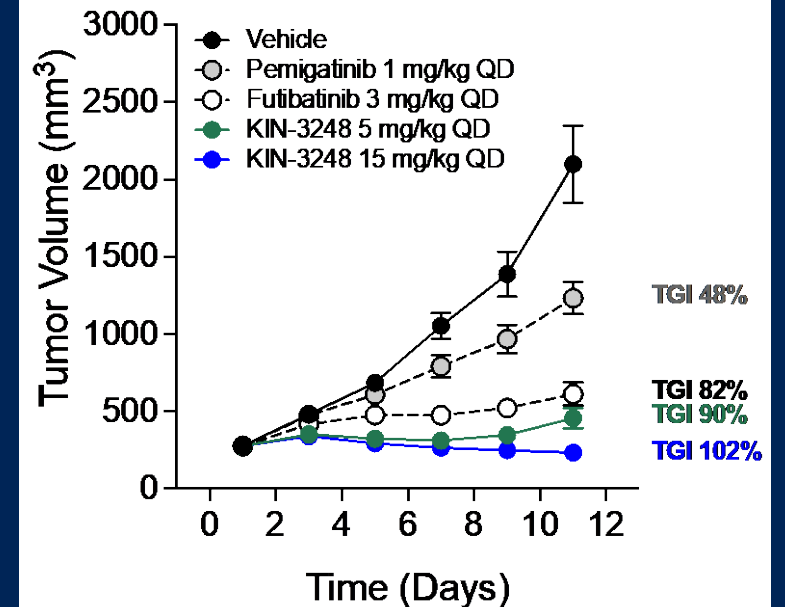 Tumor Volume (mm³)
3000
2500
2000
1500
1000
500
0
Vehicle
Pemigatinib 1 mg/kg QD
Futibatinib 3 mg/kg QD
KIN-3248 5 mg/kg QD
KIN-3248 15 mg/kg QD
TGI 48%
TGI 82%
TGI 90%
TGI 102%
0 2 4 6 8 10 12
Time (Days)